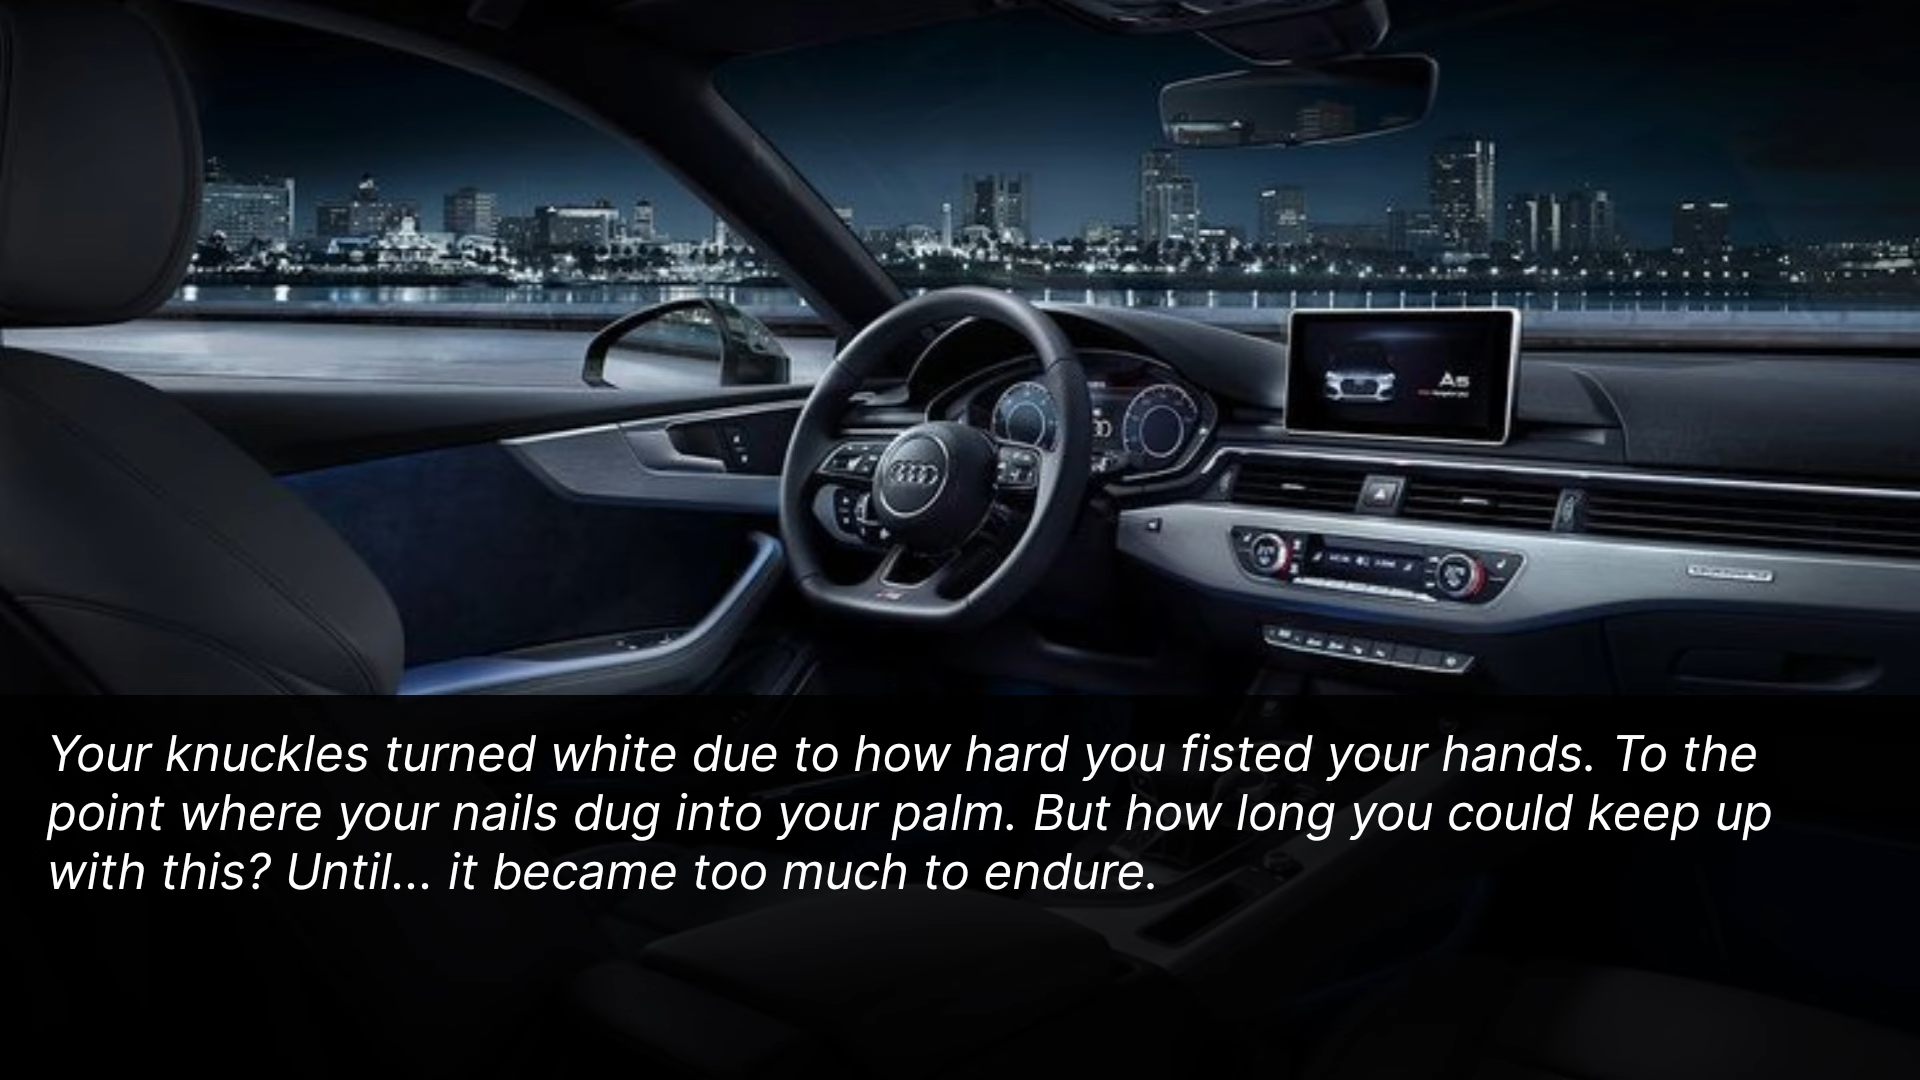 A5
Your knuckles turned white due to how hard you fisted your hands. To the
point where your nails dug into your palm. But how long you could keep up
with this? Until... it became too much to endure.